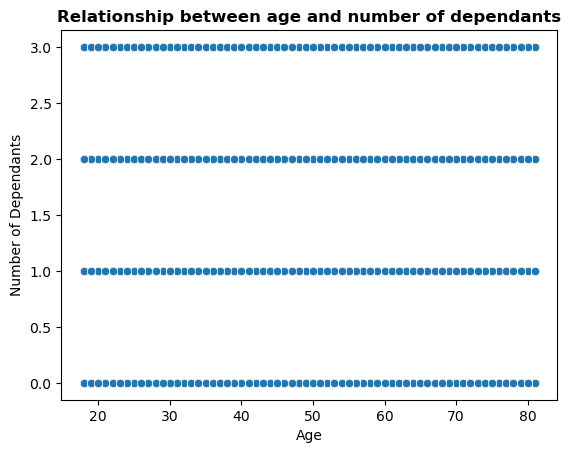 Relationship between age and number of dependants
3.0
2.5
2.0
1.5
1.0
0.5
0.0
Number of Dependants
20 30 40 50 60 70 80
Age